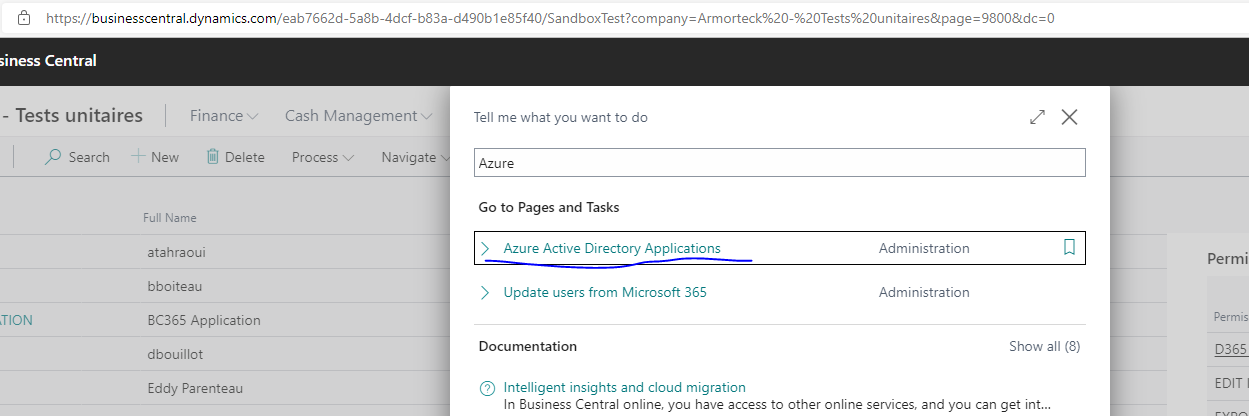 https://businesscentral.dynamics.com/eab7662d-5a8b-4dcf-b83a-d490b1e85f40/SandboxTest?company=Armorteck%20-%20Tests%20unitaires&page=9800&dc=0
siness Central
- Tests unitaires
Finance
Cash Management
Search
New
Delete
Process
Navigate
Full Name
atahraoui
bboiteau
ATION
BC365 Application
dbouillot
Eddy Parenteau
Tell me what you want to do
Azure
Go to Pages and Tasks
Azure Active Directory Applications
Administration
Update users from Microsoft 365
Administration
Documentation
Show all (8)
Intelligent insights and cloud migration
In Business Central online, you have access to other online services, and you can get int...
Permi
Permis
D365
EDIT I
EXPO